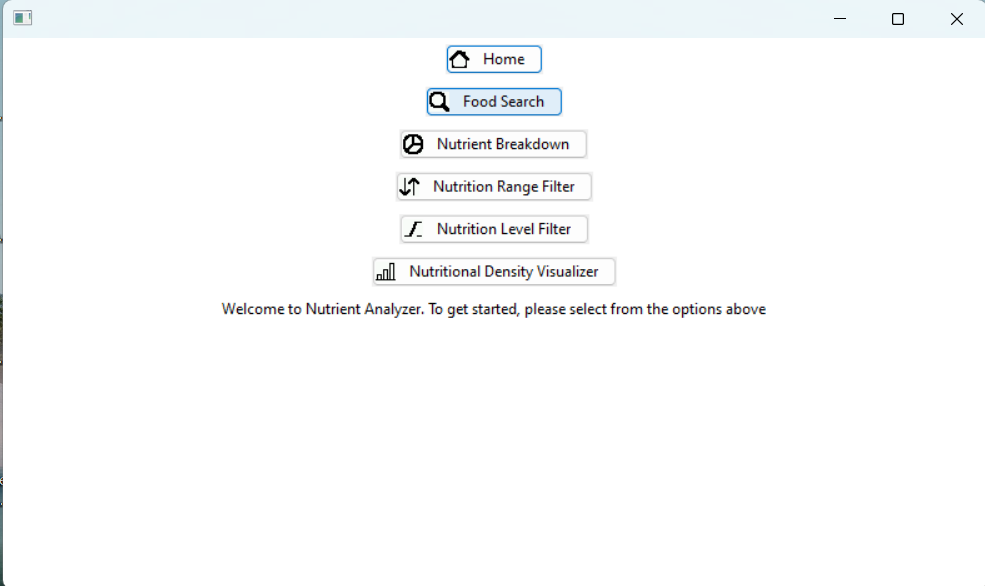 Home
Food Search
Nutrient Breakdown
Nutrition Range Filter
Nutrition Level Filter
Nutritional Density Visualizer
Welcome to Nutrient Analyzer. To get started, please select from the options above